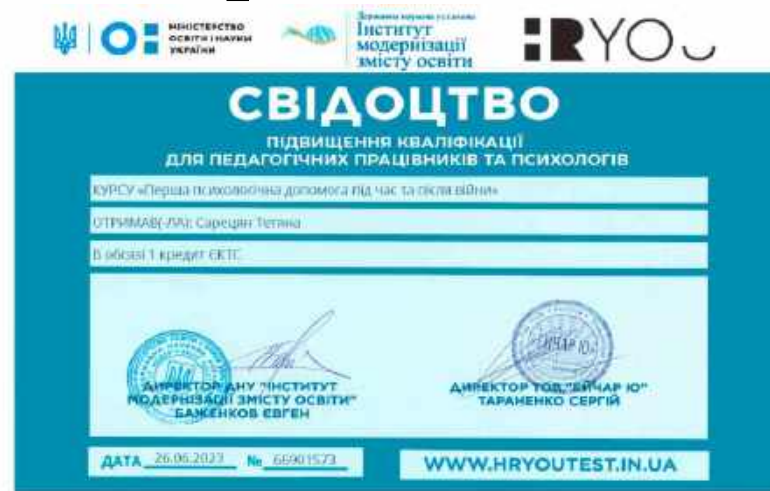 МІНІСТЕРСТВО
ОСВІТИ І НАУКИ
УКРАЇНИ
Державна наукова установа
Інститут
модернізації
змісту освіти
HRYOU
СВІДОЦТВО
ПІДВИЩЕННЯ КВАЛІФІКАЦІЇ
ДЛЯ ПЕДАГОГІЧНИХ ПРАЦІВНИКІВ ТА ПСИХОЛОГІВ
КУРСУ «Перша психологічна допомога під час та після війни»
ОТРИМАВ(-ЛА): Сарецян Тетяна
В обсязі 1 кредит ЄКТС
ДИРЕКТОР ДНУ "ІНСТИТУТ
МОДЕРНІЗАЦІЇ ЗМІСТУ ОСВІТИ"
БАЖЕНКОВ ЄВГЕН
ДИРЕКТОР ТОВ "ЕЙЧАР Ю"
ТАРАНЕНКО СЕРГІЙ
ДАТА 26.06.2023 № 66901573
WWW.HRYOUTEST.IN.UA